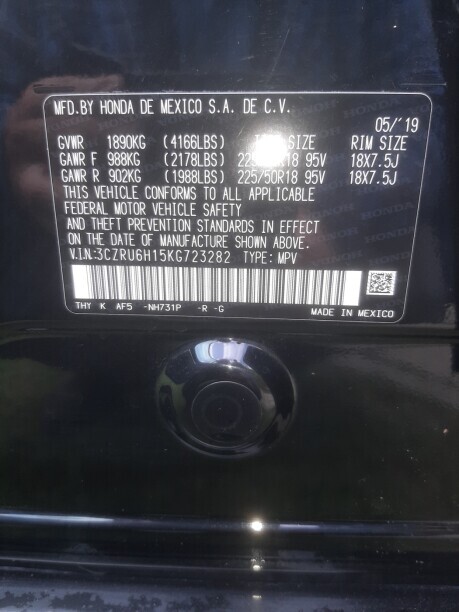 MFD.BY HONDA DE MEXICO S.A. DE C.V.
05/'19
GVWR 1890KG (4166LBS) SIZE RIM SIZE
GAWR F 988KG (2178LBS) 95V 18X7.5J
GAWR R 902KG (1988LBS) 225/50R18 95V 18X7.5J
THIS VEHICLE CONFORMS TO ALL APPLICABLE
FEDERAL MOTOR VEHICLE SAFETY
AND THEFT PREVENTION STANDARDS IN EFFECT
ON THE DATE OF MANUFACTURE SHOWN ABOVE.
V.I.N.:3CZRU6H15KG723282 TYPE: MPV
THY K AF5 -NH731P -R -G
MADE IN MEXICO